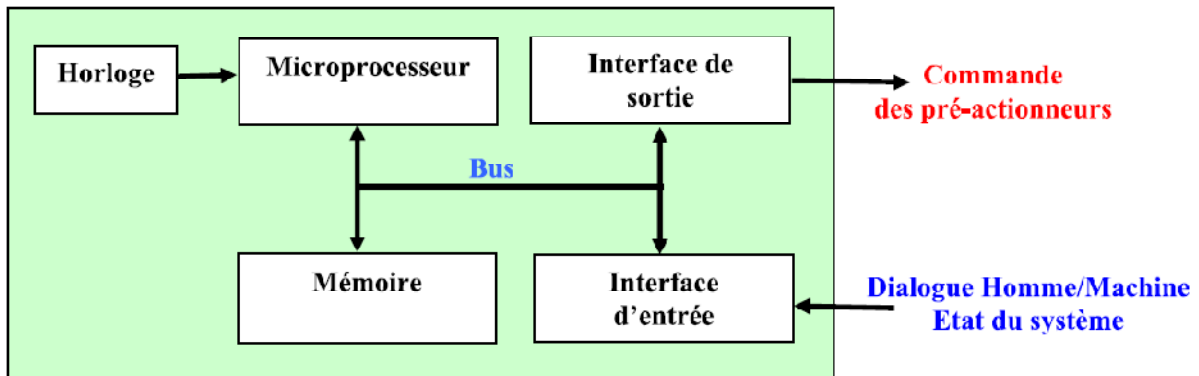 Horloge
Microprocesseur
Interface de
sortie
Commande
des pré-actionneurs
Bus
Mémoire
Interface
d’entrée
Dialogue Homme/Machine
Etat du système